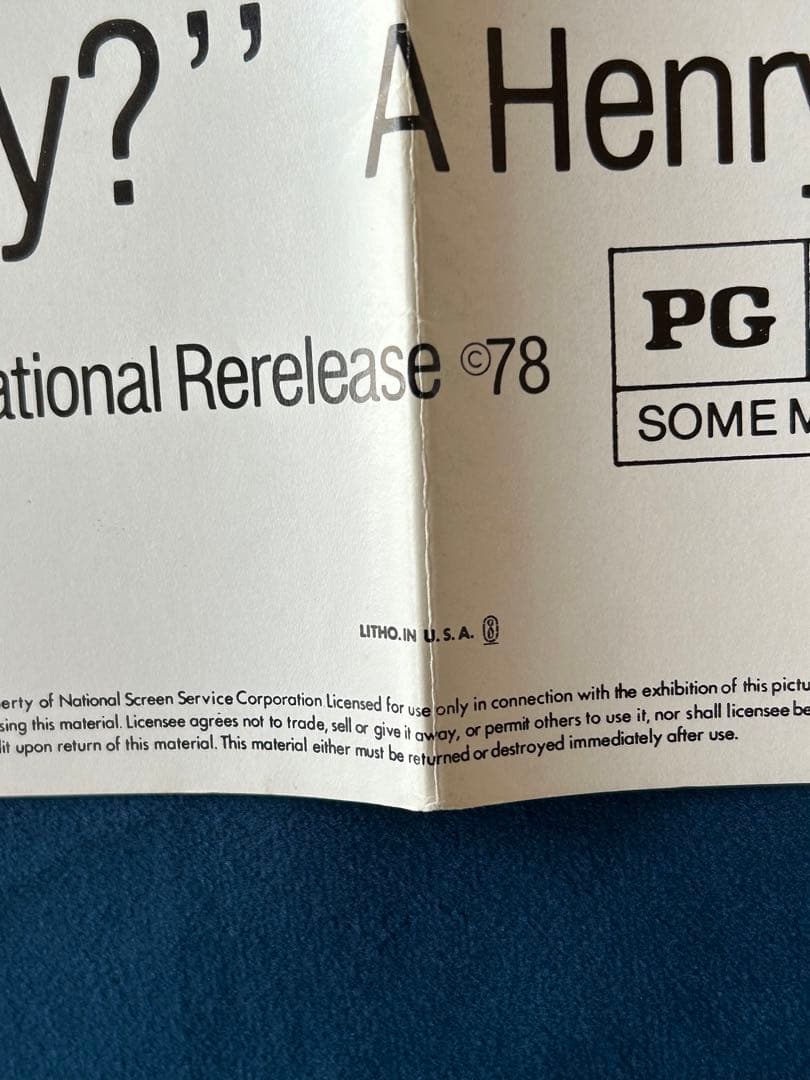 y?” A Henry
ational Rerelease ©78
PG
SOME M
LITHO. IN U.S.A.
erty of National Screen Service Corporation Licensed for use only in connection with the exhibition of this pictu
sing this material. Licensee agrees not to trade, sell or give it away, or permit others to use it, nor shall licensee be
lit upon return of this material. This material either must be returned or destroyed immediately after use.